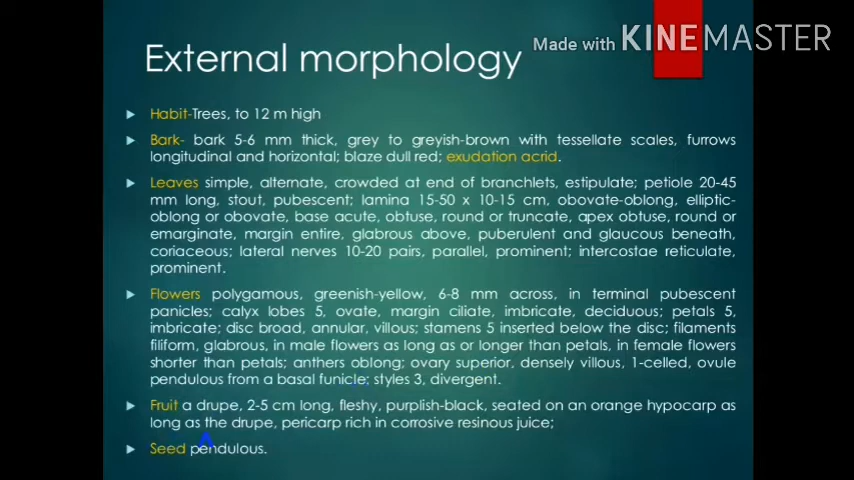 External morphology
Made with KINEMASTER
Habit-Trees, to 12 m high
Bark- bark 5-6 mm thick, grey to greyish-brown with tessellate scales, furrows
longitudinal and horizontal; blaze dull red; exudation acrid.
Leaves simple, alternate, crowded at end of branchlets, estipulate; petiole 20-45
mm long, stout, pubescent; lamina 15-50 x 10-15 cm, obovate-oblong, elliptic-
oblong or obovate, base acute, obtuse, round or truncate, apex obtuse, round or
emarginate, margin entire, glabrous above, puberulent and glaucous beneath,
coriaceous; lateral nerves 10-20 pairs, parallel, prominent; intercostae reticulate,
prominent.
Flowers polygamous, greenish-yellow, 6-8 mm across, in terminal pubescent
panicles; calyx lobes 5, ovate, margin ciliate, imbricate, deciduous; petals 5,
imbricate; disc broad, annular, villous; stamens 5 inserted below the disc; filaments
filiform, glabrous, in male flowers as long as or longer than petals, in female flowers
shorter than petals; anthers oblong; ovary superior, densely villous, 1-celled, ovule
pendulous from a basal funicle; styles 3, divergent.
Fruit a drupe, 2-5 cm long, fleshy, purplish-black, seated on an orange hypocarp as
long as the drupe, pericarp rich in corrosive resinous juice;
Seed pendulous.